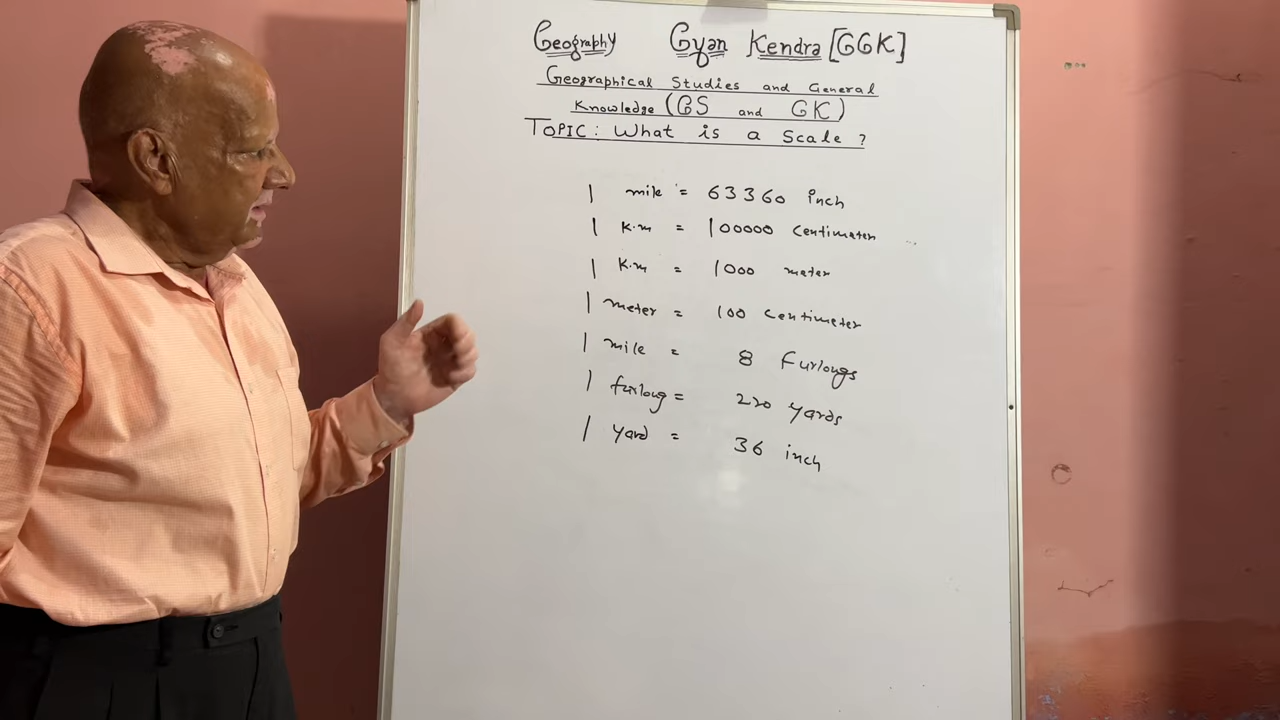 Geography Gyan Kendra [GGK]
Geographical Studies and General
Knowledge (GS and GK)
TOPIC: What is a Scale ?
1 mile = 63360 inch
1 K.m = 100000 Centimater
1 K.m = 1000 mater
1 meter = 100 Centimeter
1 mile = 8 Furlongs
1 furlong = 220 Yards
1 Yard = 36 inch